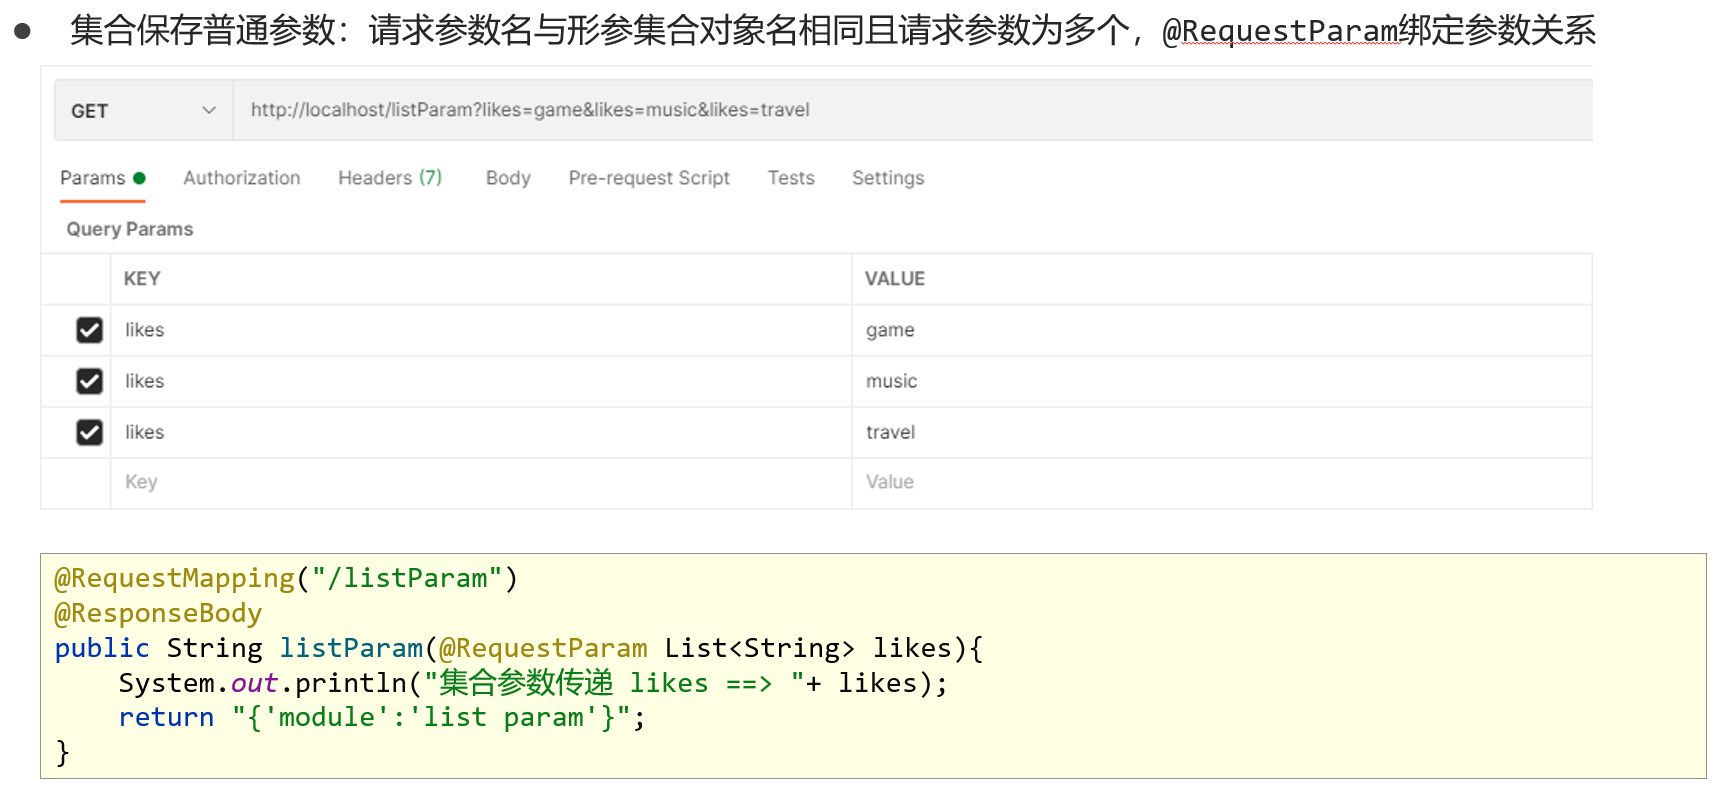 ● 集合保存普通参数：请求参数名与形参集合对象名相同且请求参数为多个，@RequestParam绑定参数关系
GET http://localhost/listParam?likes=game&likes=music&likes=travel
Params Authorization Headers (7) Body Pre-request Script Tests Settings
Query Params
KEY VALUE
likes game
likes music
likes travel
Key Value
@RequestMapping("/listParam")
@ResponseBody
public String listParam(@RequestParam List<String> likes){
    System.out.println("集合参数传递 likes ==> "+ likes);
    return "{'module':'list param'}";
}